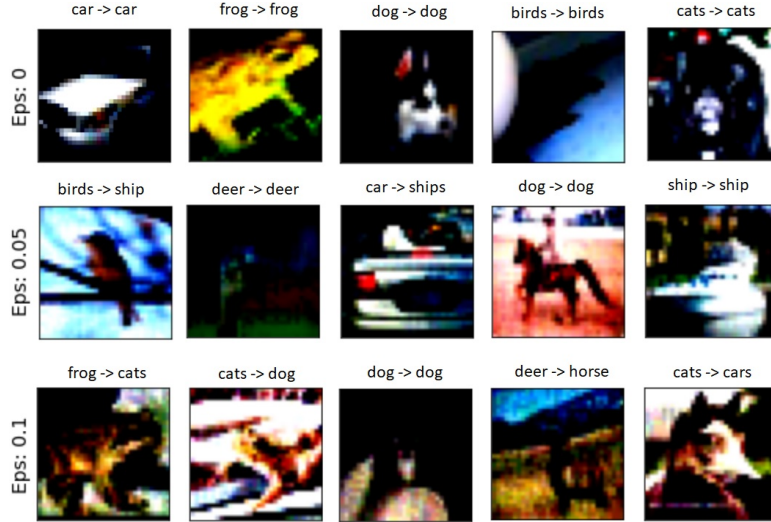 car -> car frog -> frog dog -> dog birds -> birds cats -> cats
Eps: 0
birds -> ship deer -> deer car -> ships dog -> dog ship -> ship
Eps: 0.05
frog -> cats cats -> dog dog -> dog deer -> horse cats -> cars
Eps: 0.1